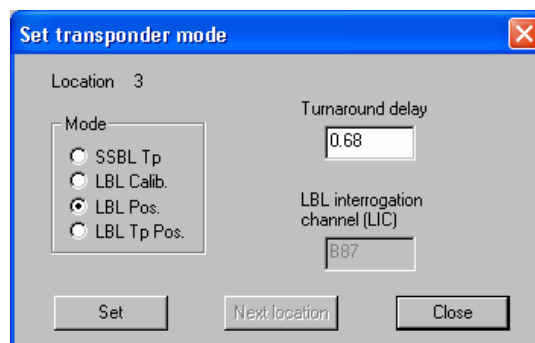 Set transponder mode
Location 3
Mode
SSBL Tp
LBL Calib.
LBL Pos.
LBL Tp Pos.
Turnaround delay
0.68
LBL interrogation
channel (LIC)
B87
Set
Next location
Close